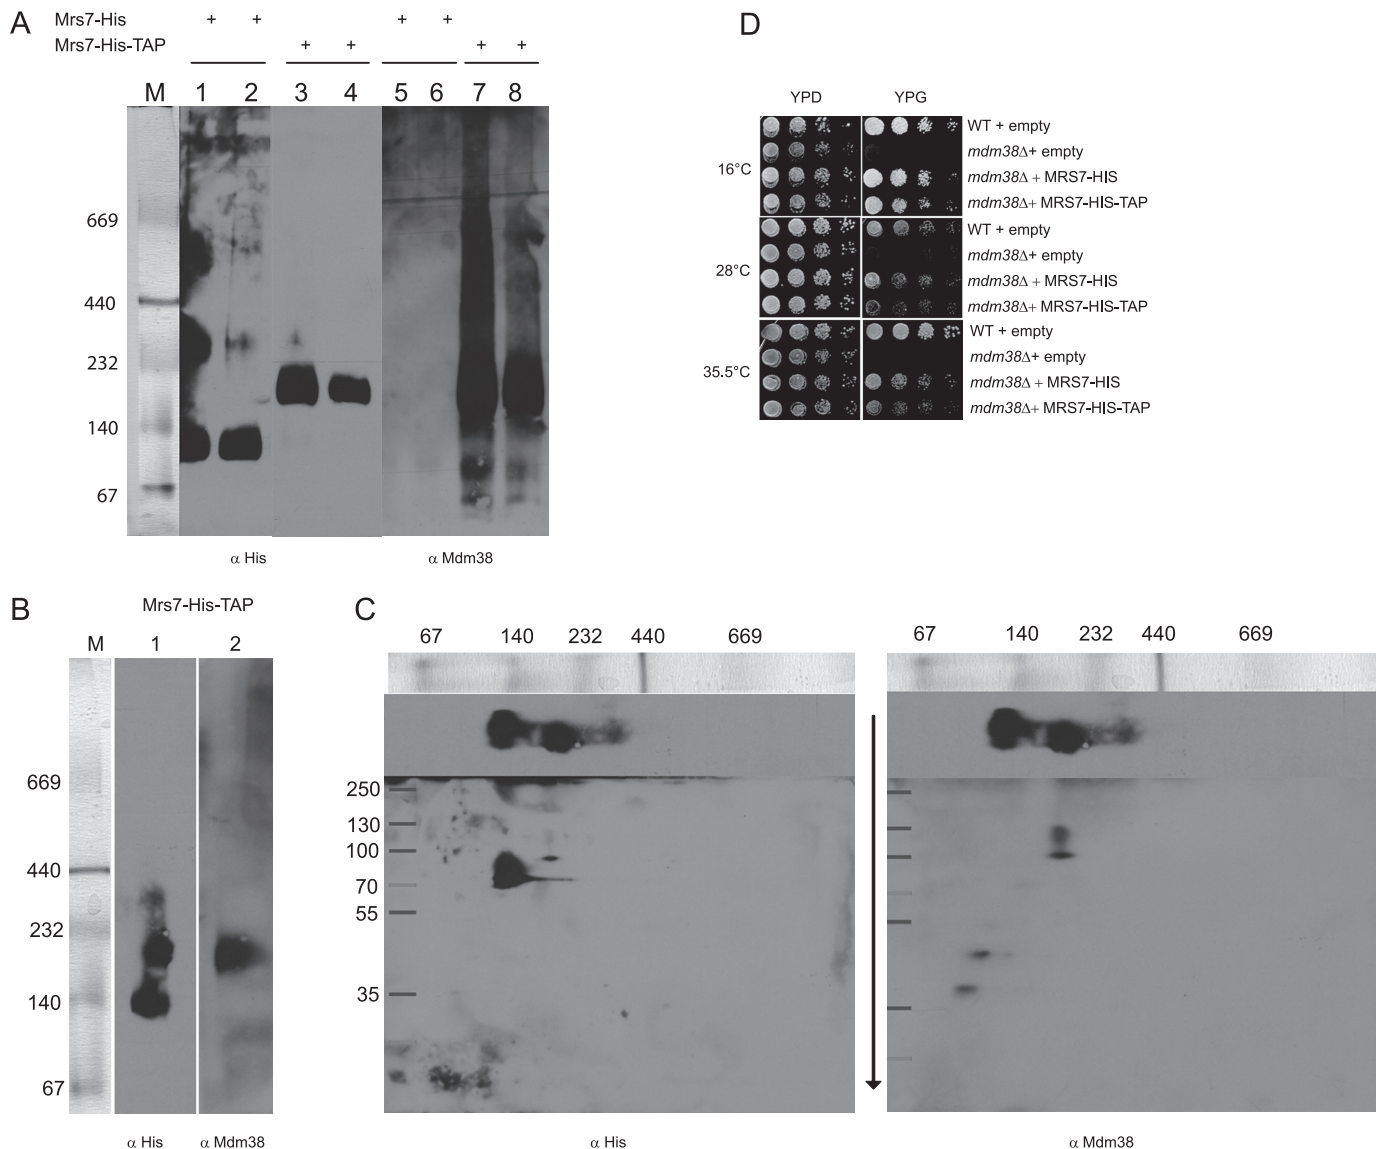 A
Mrs7-His + + + +
Mrs7-His-TAP + + + +
M 1 2 3 4 5 6 7 8
669
440
232
140
67
α His α Mdm38
D
YPD YPG
16°C
WT + empty
mdm38Δ+ empty
mdm38Δ + MRS7-HIS
mdm38Δ+ MRS7-HIS-TAP
28°C
WT + empty
mdm38Δ+ empty
mdm38Δ + MRS7-HIS
mdm38Δ+ MRS7-HIS-TAP
35.5°C
WT + empty
mdm38Δ+ empty
mdm38Δ + MRS7-HIS
mdm38Δ+ MRS7-HIS-TAP
B
Mrs7-His-TAP
M 1 2
669
440
232
140
67
α His α Mdm38
C
67 140 232 440 669 67 140 232 440 669
250
130
100
70
55
35
α His α Mdm38